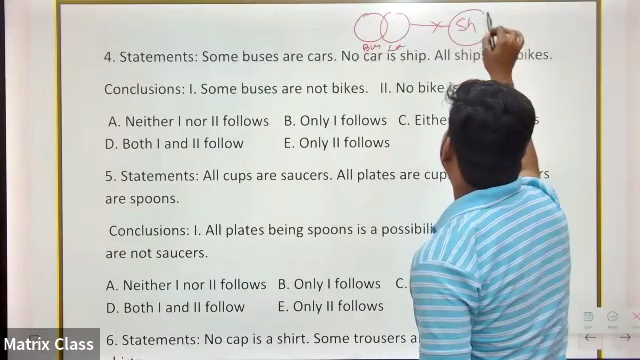 Sh
Bus Car
4. Statements: Some buses are cars. No car is ship. All ships bikes.
Conclusions: I. Some buses are not bikes. II. No bike is
A. Neither I nor II follows B. Only I follows C. Either
D. Both I and II follow E. Only II follows
5. Statements: All cups are saucers. All plates are cup
are spoons.
Conclusions: I. All plates being spoons is a possibili
are not saucers.
A. Neither I nor II follows B. Only I follows C.
D. Both I and II follow E. Only II follows
6. Statements: No cap is a shirt. Some trousers a
Matrix Class